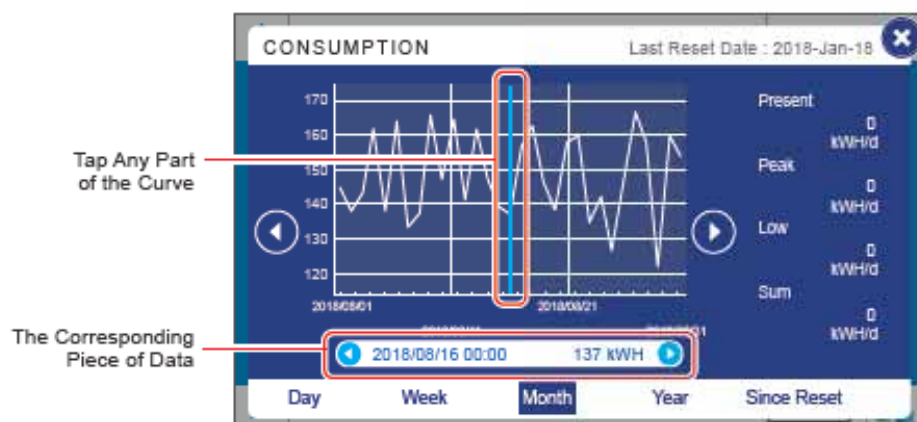 CONSUMPTION
Last Reset Date : 2018-Jan-18
170
160
150
140
130
120
2018/08/01
2018/08/21
Present
0
kWH/d
Peak
0
kWH/d
Low
0
kWH/d
Sum
0
kWH/d
Tap Any Part
of the Curve
The Corresponding
Piece of Data
2018/08/16 00:00 137 kWH
Day Week Month Year Since Reset